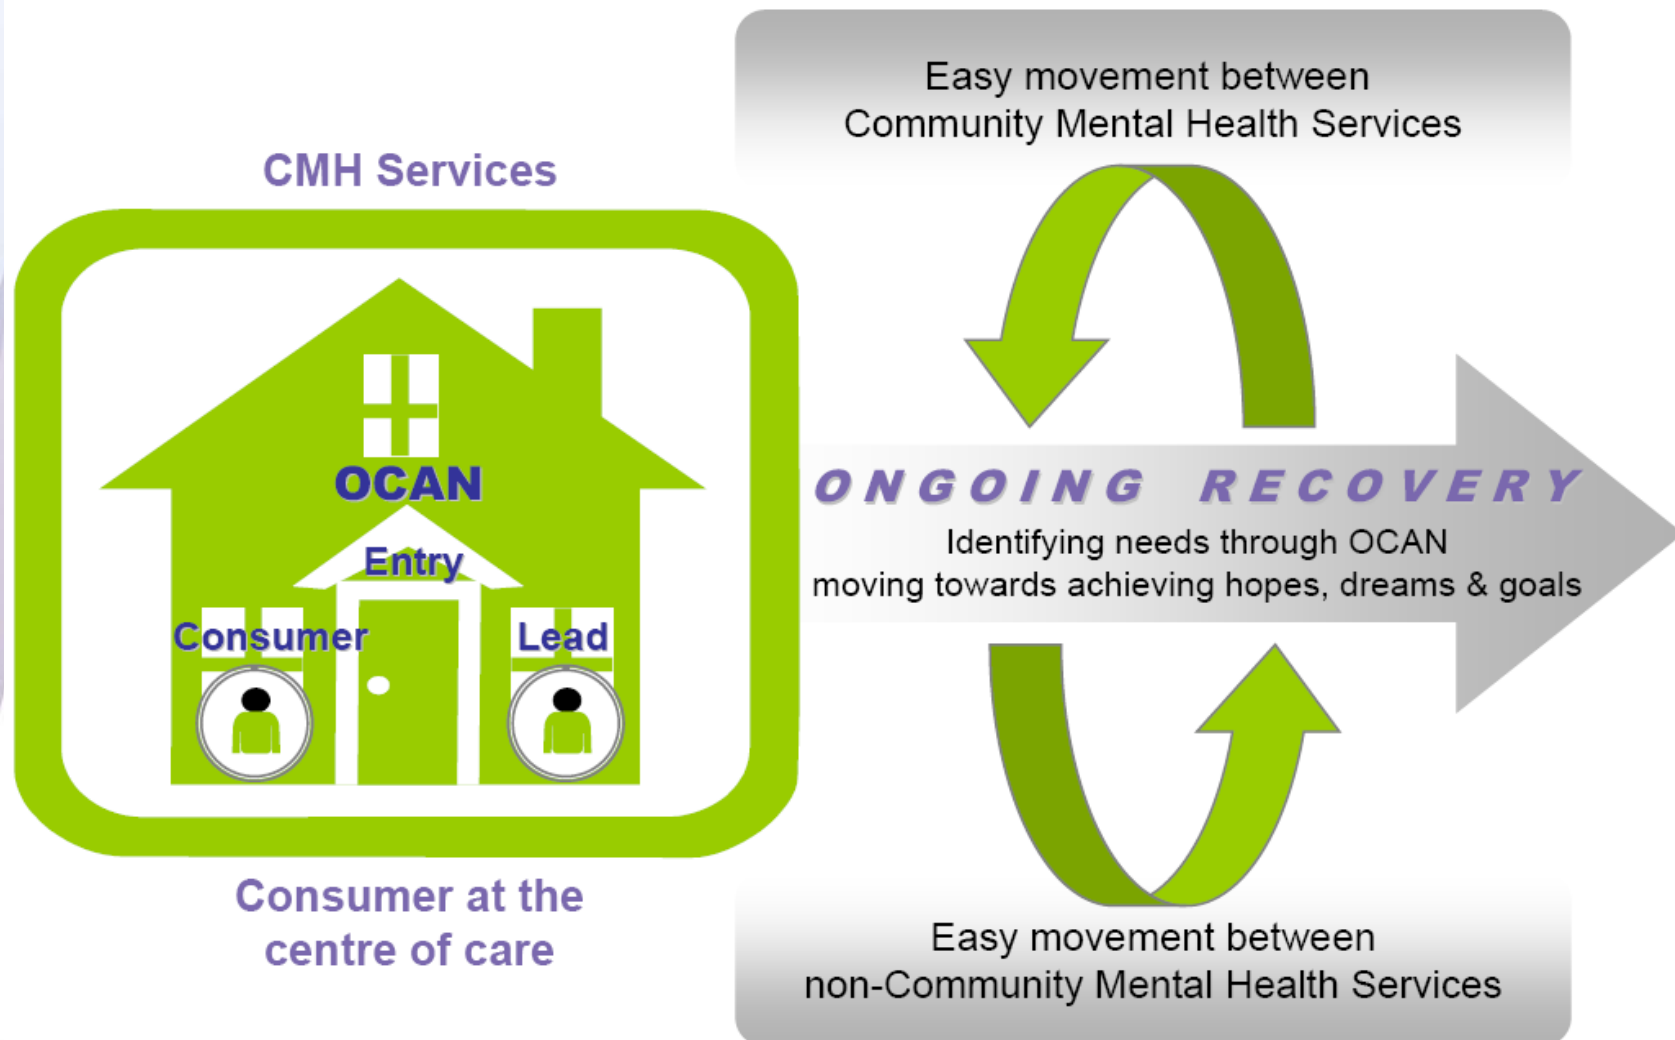 CMH Services
OCAN
Entry
Consumer
Lead
Consumer at the
centre of care
Easy movement between
Community Mental Health Services
ONGOING RECOVERY
Identifying needs through OCAN
moving towards achieving hopes, dreams & goals
Easy movement between
non-Community Mental Health Services